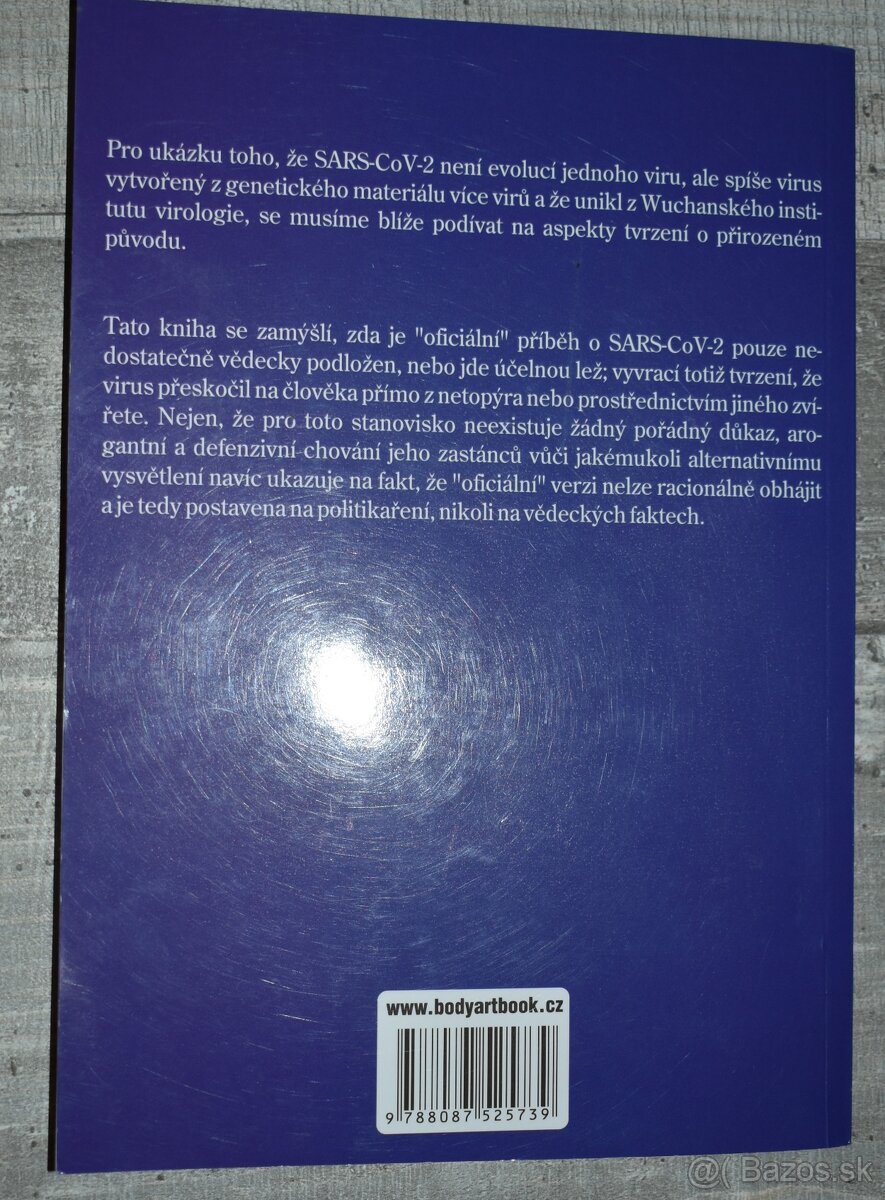 Pro ukázku toho, že SARS-CoV-2 není evolucí jednoho viru, ale spíše virus
vytvořený z genetického materiálu více virů a že unikl z Wuchanského insti-
tutu virologie, se musíme blíže podívat na aspekty tvrzení o přirozeném
původu.
Tato kniha se zamýšlí, zda je "oficiální" příběh o SARS-CoV-2 pouze ne-
dostatečně vědecky podložen, nebo jde účelnou lež; vyvrací totiž tvrzení, že
virus přeskočil na člověka přímo z netopýra nebo prostřednictvím jiného zví-
řete. Nejen, že pro toto stanovisko neexistuje žádný pořádný důkaz, aro-
gantní a defenzivní chování jeho zastánců vůči jakémukoli alternativnímu
vysvětlení navíc ukazuje na fakt, že "oficiální" verzi nelze racionálně obhájit
a je tedy postavena na politikaření, nikoli na vědeckých faktech.
www.bodyartbook.cz
9 788087 525739
@ Bazos.sk